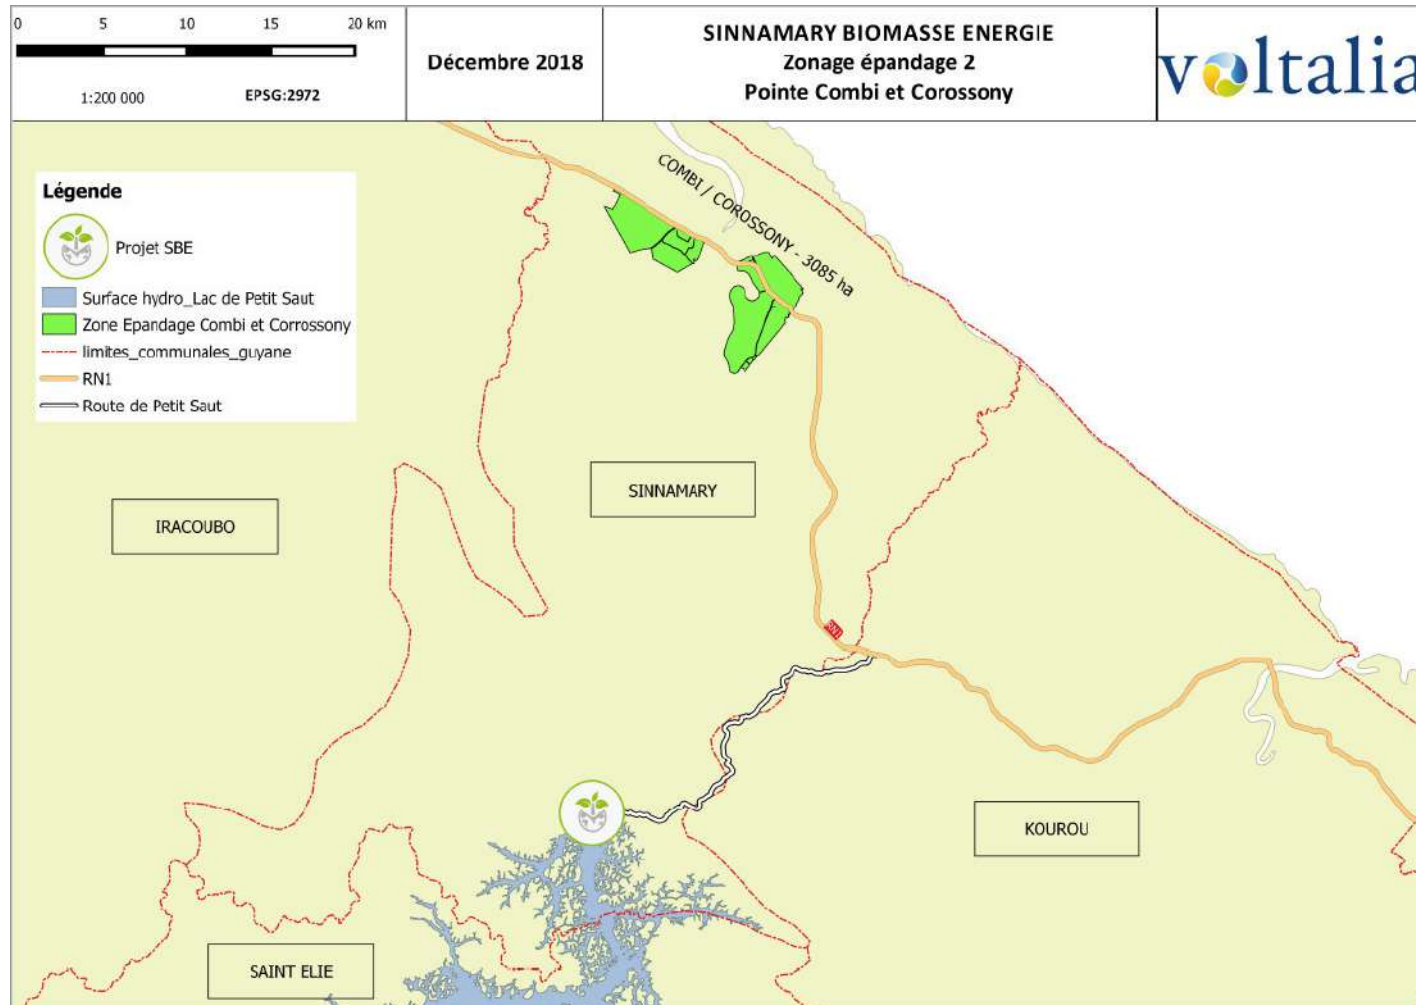 0 5 10 15 20 km
1:200 000 EPSG:2972
Décembre 2018
SINNAMARY BIOMASSE ENERGIE
Zonage épandage 2
Pointe Combi et Corossony
voltalia
Légende
Projet SBE
Surface hydro_Lac de Petit Saut
Zone Epandage Combi et Corrossony
limites_communales_guyane
RN1
Route de Petit Saut
COMBI / COROSSONY - 3085 ha
SINNAMARY
IRACOUBO
RN1
KOUROU
SAINT ELIE